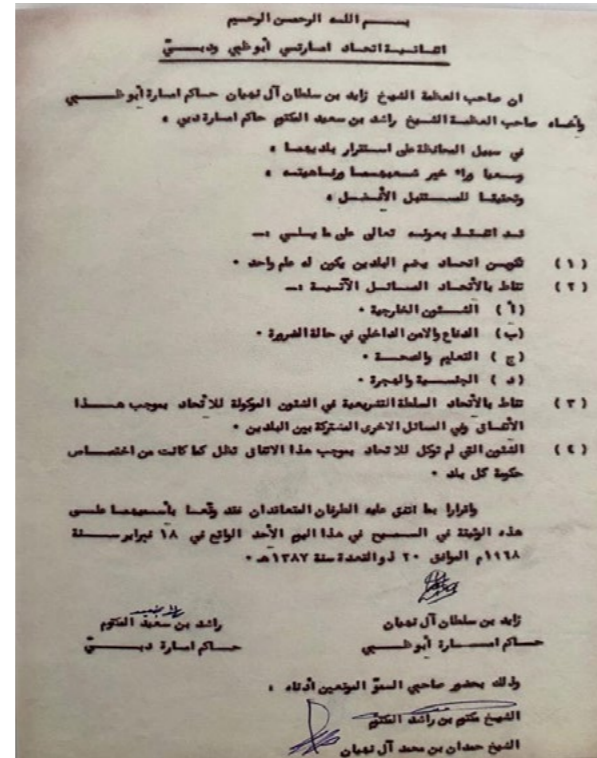 بسم الله الرحمن الرحيم
اتفاقية اتحاد امارتي أبوظبي ودبي
ان صاحب العظمة الشيخ زايد بن سلطان آل نهيان حاكم امارة أبوظبي
وأخاه صاحب العظمة الشيخ راشد بن سعيد المكتوم حاكم امارة دبي ،
في سبيل المحافظة على استقرار بلديهما ،
وسعيا وراء خير شعبيهما ورفاهيته ،
وتحقيقا للمستقبل الأفضل ،
قد اتفقا بعونه تعالى على ما يلي :ـ
(١) تكوين اتحاد يضم البلدين يكون له علم واحد .
(٢) تناط بالأتحاد المسائل الآتية :ـ
(أ) الشئون الخارجية .
(ب) الدفاع والامن الداخلي في حالة الضرورة .
(ج) التعليم والصحة .
(د) الجنسية والهجرة .
(٣) تناط بالأتحاد السلطة التشريعية في الشئون الموكولة للاتحاد بموجب هذا
الأتفاق وفي المسائل الاخرى المشتركة بين البلدين .
(٤) الشئون التي لم توكل للاتحاد بموجب هذا الاتفاق تظل كما كانت من اختصاص
حكومة كل بلد .
واقرارا بما اتفق عليه الطرفان المتعاقدان فقد وقعا بأسميهما على
هذه الوثيقة في السميح في هذا اليوم الأحد الواقع في ١٨ فبراير سنة
١٩٦٨م الموافق ٢٠ ذو القعدة سنة ١٣٨٧هـ .
زايد بن سلطان آل نهيان
حاكم امارة أبوظبي
راشد بن سعيد المكتوم
حاكم امارة دبي
وذلك بحضور صاحبي السمو الموقعين أدناه ،
الشيخ مكتوم بن راشد المكتوم
الشيخ حمدان بن محمد آل نهيان